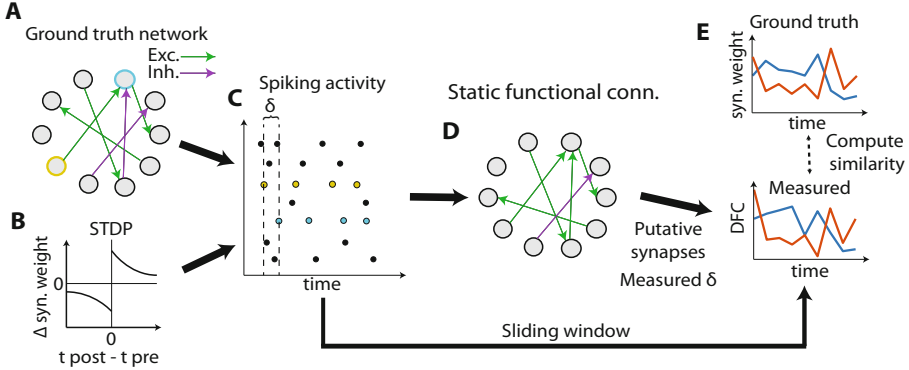 A
Ground truth network
Exc.
Inh.
B
STDP
Δ syn. weight
0
0
t post - t pre
C
Spiking activity
δ
time
Static functional conn.
D
Putative
synapses
Measured δ
Sliding window
E
Ground truth
syn. weight
time
Compute
similarity
Measured
DFC
time